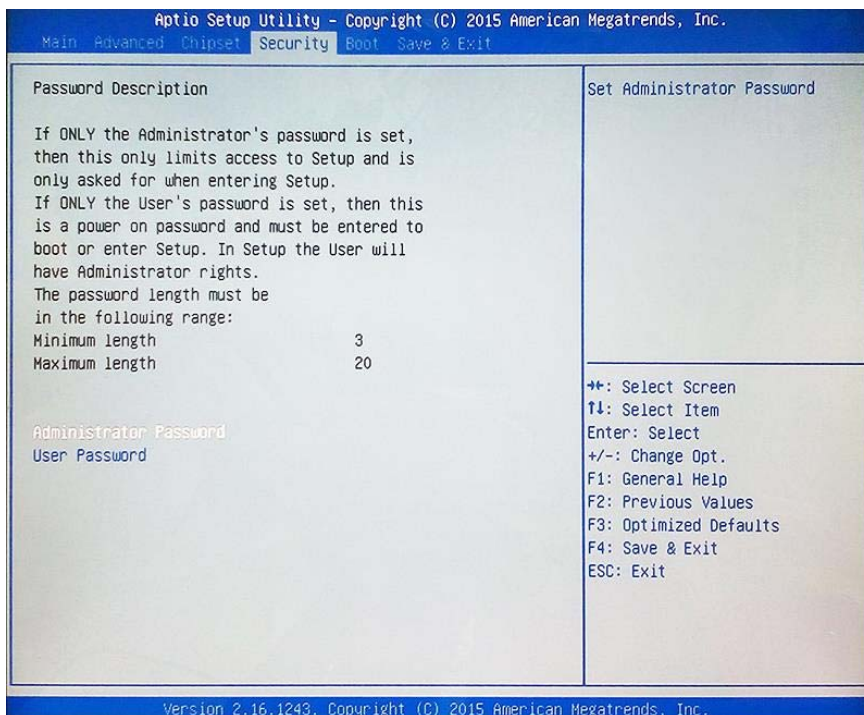 Aptio Setup Utility - Copyright (C) 2015 American Megatrends, Inc.
Main Advanced Chipset Security Boot Save & Exit
Password Description
If ONLY the Administrator's password is set,
then this only limits access to Setup and is
only asked for when entering Setup.
If ONLY the User's password is set, then this
is a power on password and must be entered to
boot or enter Setup. In Setup the User will
have Administrator rights.
The password length must be
in the following range:
Minimum length 3
Maximum length 20
Administrator Password
User Password
Set Administrator Password
→←: Select Screen
↑↓: Select Item
Enter: Select
+/-: Change Opt.
F1: General Help
F2: Previous Values
F3: Optimized Defaults
F4: Save & Exit
ESC: Exit
Version 2.16.1243. Copyright (C) 2015 American Megatrends, Inc.